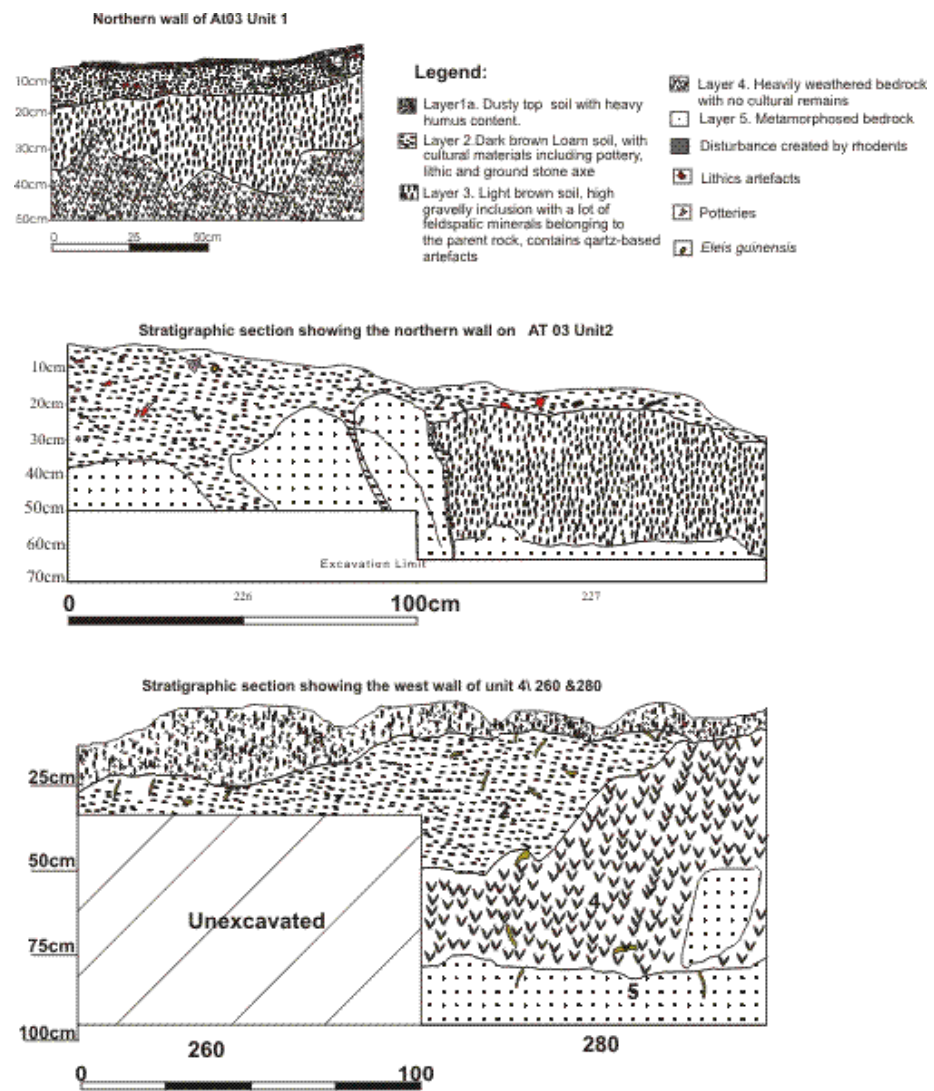 Northern wall of At03 Unit 1
10cm
20cm
30cm
40cm
50cm
0 25 50cm
Legend:
Layer1a. Dusty top soil with heavy
humus content.
Layer 2.Dark brown Loam soil, with
cultural materials including pottery,
lithic and ground stone axe
Layer 3. Light brown soil, high
gravelly inclusion with a lot of
feldspatic minerals belonging to
the parent rock, contains qartz-based
artefacts
Layer 4. Heavily weathered bedrock
with no cultural remains
Layer 5. Metamorphosed bedrock
Disturbance created by rhodents
Lithics artefacts
Potteries
Eleis guinensis
Stratigraphic section showing the northern wall on AT 03 Unit2
10cm
20cm
30cm
40cm
50cm
60cm
70cm
2
Excavation Limit
226 227
0 100cm
Stratigraphic section showing the west wall of unit 4\ 260 &280
25cm
50cm
75cm
100cm
2
4
5
Unexcavated
260 280
0 100